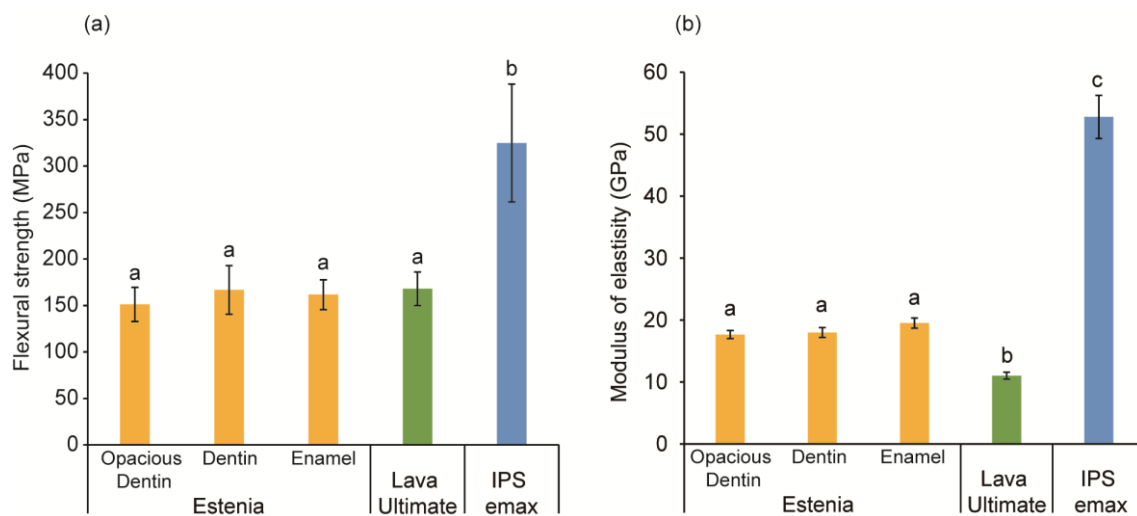 (a)
Flexural strength (MPa)
400
350
300
250
200
150
100
50
0
a
a
a
a
b
Opacious
Dentin
Dentin
Enamel
Estenia
Lava
Ultimate
IPS
emax
(b)
Modulus of elastisity (GPa)
60
50
40
30
20
10
0
a
a
a
b
c
Opacious
Dentin
Dentin
Enamel
Estenia
Lava
Ultimate
IPS
emax